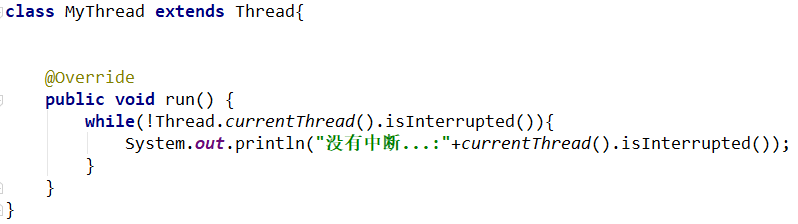 class MyThread extends Thread{
@Override
public void run() {
while(!Thread.currentThread().isInterrupted()){
System.out.println("没有中断...:"+currentThread().isInterrupted());
}
}
}